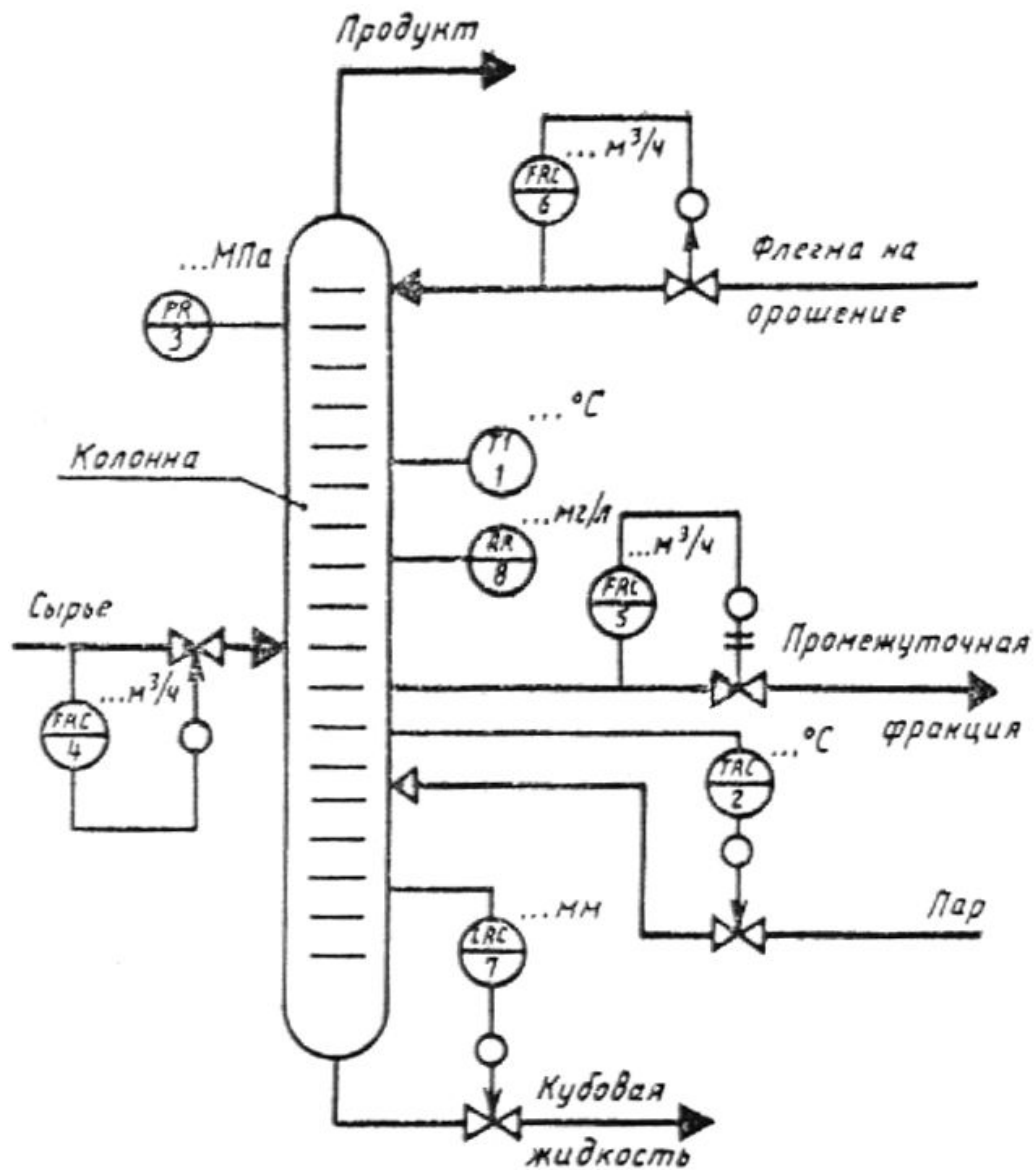 Продукт
...м³/ч
FRC
6
...МПа
Флегма на
орошение
PR
3
...°C
TI
1
Колонна
...мг/л
QR
8
...м³/ч
FRC
5
Сырье
Промежуточная
фракция
...м³/ч
FRC
4
...°C
TRC
2
...мм
LRC
7
Пар
Кубовая
жидкость